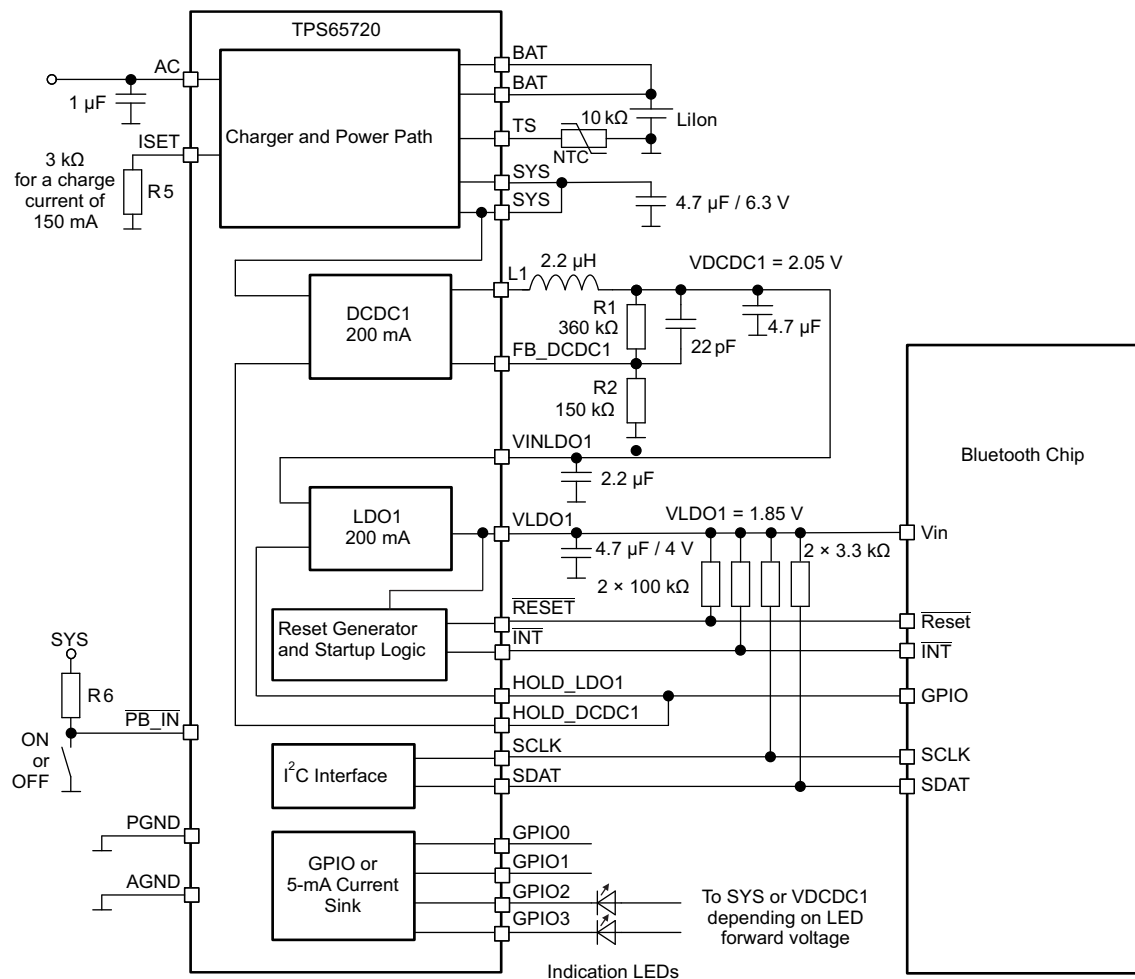 TPS65720
AC
1 µF
ISET
3 kΩ
for a charge
current of
150 mA
R5
Charger and Power Path
BAT
BAT
TS
10 kΩ
NTC
LiIon
SYS
SYS
4.7 µF / 6.3 V
L1
2.2 µH
VDCDC1 = 2.05 V
DCDC1
200 mA
R1
360 kΩ
22 pF
4.7 µF
FB_DCDC1
R2
150 kΩ
VINLDO1
2.2 µF
Bluetooth Chip
LDO1
200 mA
VLDO1
VLDO1 = 1.85 V
Vin
4.7 µF / 4 V
2 × 3.3 kΩ
2 × 100 kΩ
Reset Generator
and Startup Logic
RESET
Reset
INT
INT
SYS
R6
PB_IN
ON
or
OFF
HOLD_LDO1
GPIO
HOLD_DCDC1
I²C Interface
SCLK
SCLK
SDAT
SDAT
PGND
AGND
GPIO or
5-mA Current
Sink
GPIO0
GPIO1
GPIO2
GPIO3
To SYS or VDCDC1
depending on LED
forward voltage
Indication LEDs